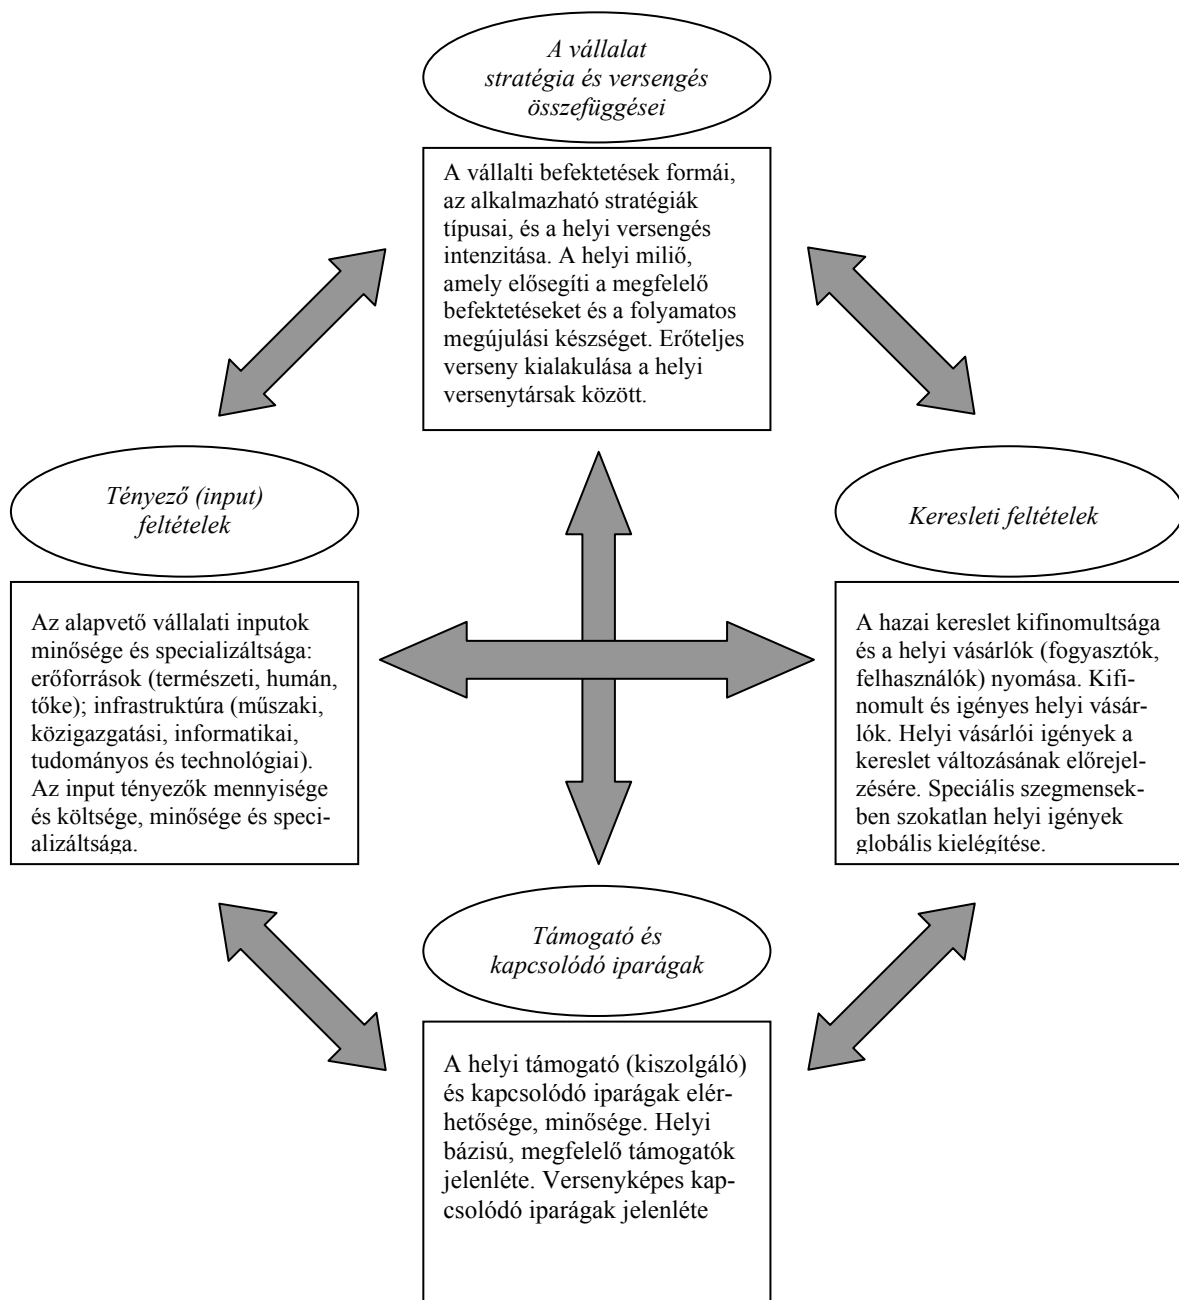 A vállalat
stratégia és versengés
összefüggései
A vállalti befektetések formái,
az alkalmazható stratégiák
típusai, és a helyi versengés
intenzitása. A helyi miliő,
amely elősegíti a megfelelő
befektetéseket és a folyamatos
megújulási készséget. Erőteljes
verseny kialakulása a helyi
versenytársak között.
Tényező (input)
feltételek
Az alapvető vállalati inputok
minősége és specializáltsága:
erőforrások (természeti, humán,
tőke); infrastruktúra (műszaki,
közigazgatási, informatikai,
tudományos és technológiai).
Az input tényezők mennyisége
és költsége, minősége és speci-
alizáltsága.
Keresleti feltételek
A hazai kereslet kifinomultsága
és a helyi vásárlók (fogyasztók,
felhasználók) nyomása. Kifi-
nomult és igényes helyi vásár-
lók. Helyi vásárlói igények a
kereslet változásának előrejel-
zésére. Speciális szegmensek-
ben szokatlan helyi igények
globális kielégítése.
Támogató és
kapcsolódó iparágak
A helyi támogató (kiszolgáló)
és kapcsolódó iparágak elér-
hetősége, minősége. Helyi
bázisú, megfelelő támogatók
jelenléte. Versenyképes kap-
csolódó iparágak jelenléte